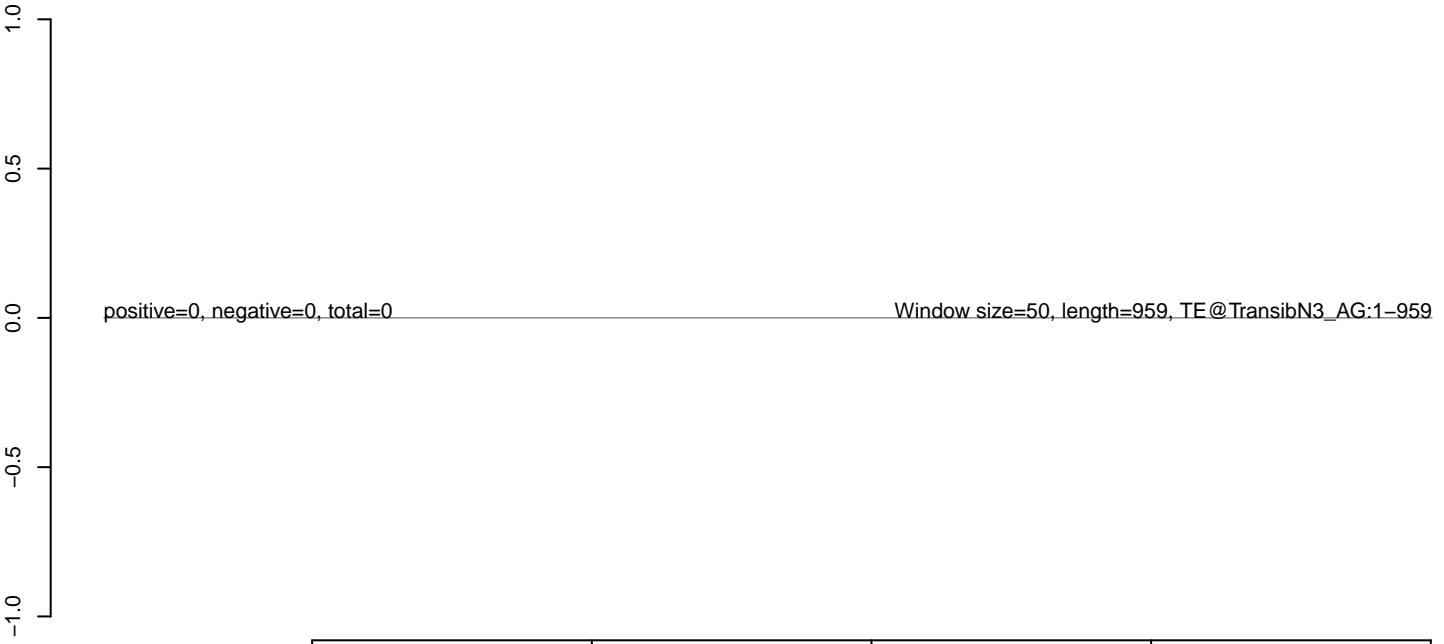 1.0
0.5
0.0
−0.5
−1.0
positive=0, negative=0, total=0
Window size=50, length=959, TE@TransibN3_AG:1−959